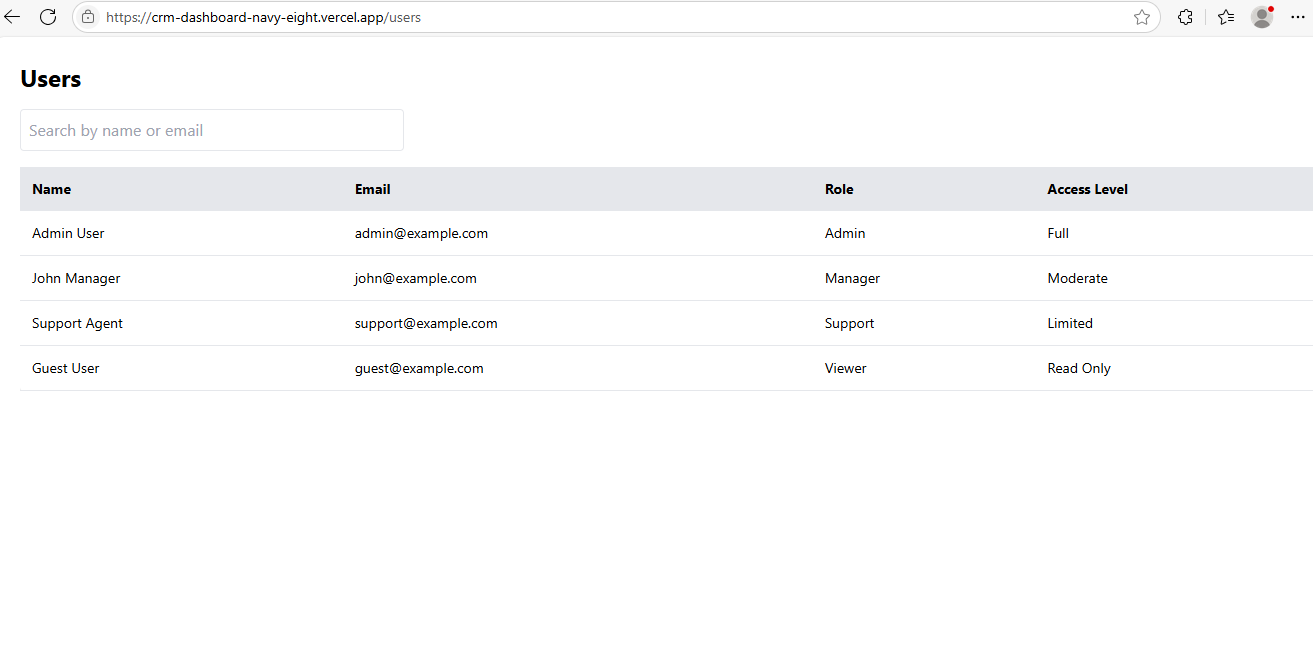 https://crm-dashboard-navy-eight.vercel.app/users
Users
Search by name or email
Name Email Role Access Level
Admin User admin@example.com Admin Full
John Manager john@example.com Manager Moderate
Support Agent support@example.com Support Limited
Guest User guest@example.com Viewer Read Only